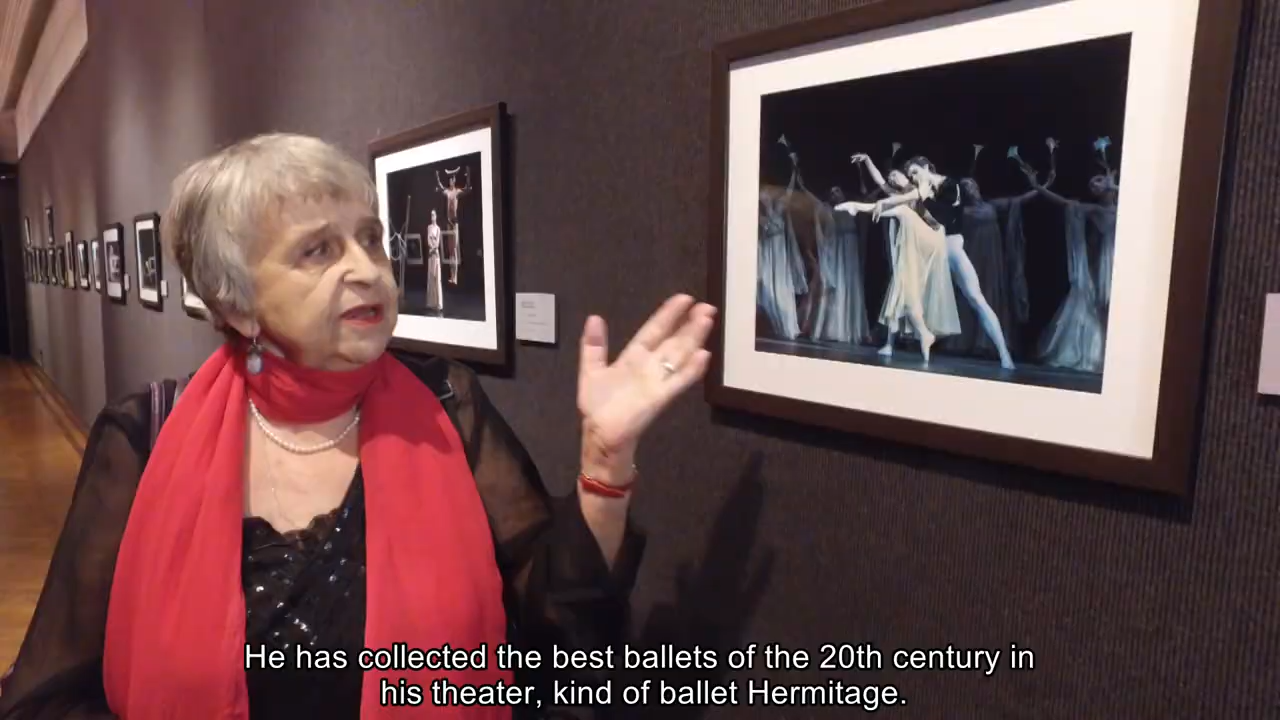 He has collected the best ballets of the 20th century in
his theater, kind of ballet Hermitage.